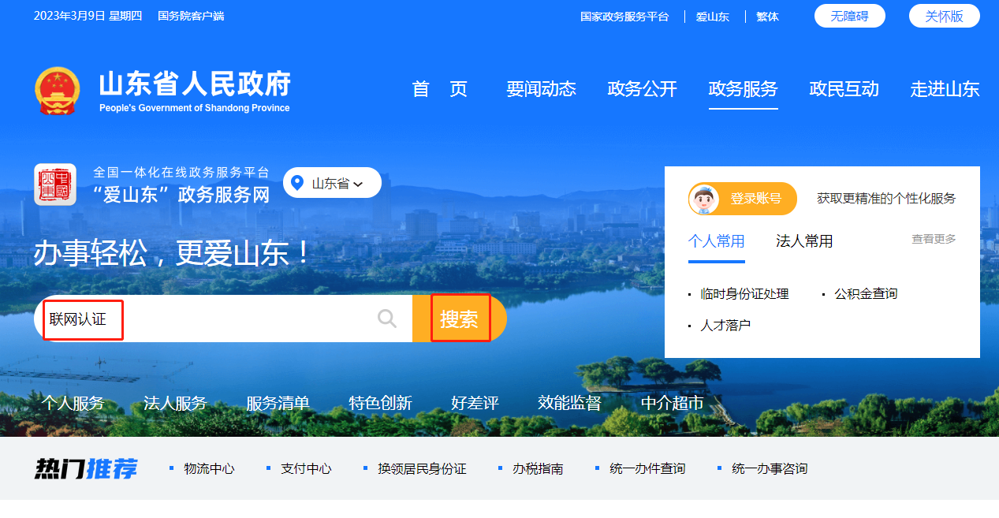 2023年3月9日 星期四 国务院客户端 国家政务服务平台 爱山东 繁体 无障碍 关怀版
山东省人民政府
People's Government of Shandong Province
首 页 要闻动态 政务公开 政务服务 政民互动 走进山东
中国山东
全国一体化在线政务服务平台
“爱山东”政务服务网
山东省
登录账号 获取更精准的个性化服务
个人常用 法人常用 查看更多
办事轻松，更爱山东！
临时身份证处理 公积金查询
人才落户
联网认证 搜索
个人服务 法人服务 服务清单 特色创新 好差评 效能监督 中介超市
热门推荐 物流中心 支付中心 换领居民身份证 办税指南 统一办件查询 统一办事咨询